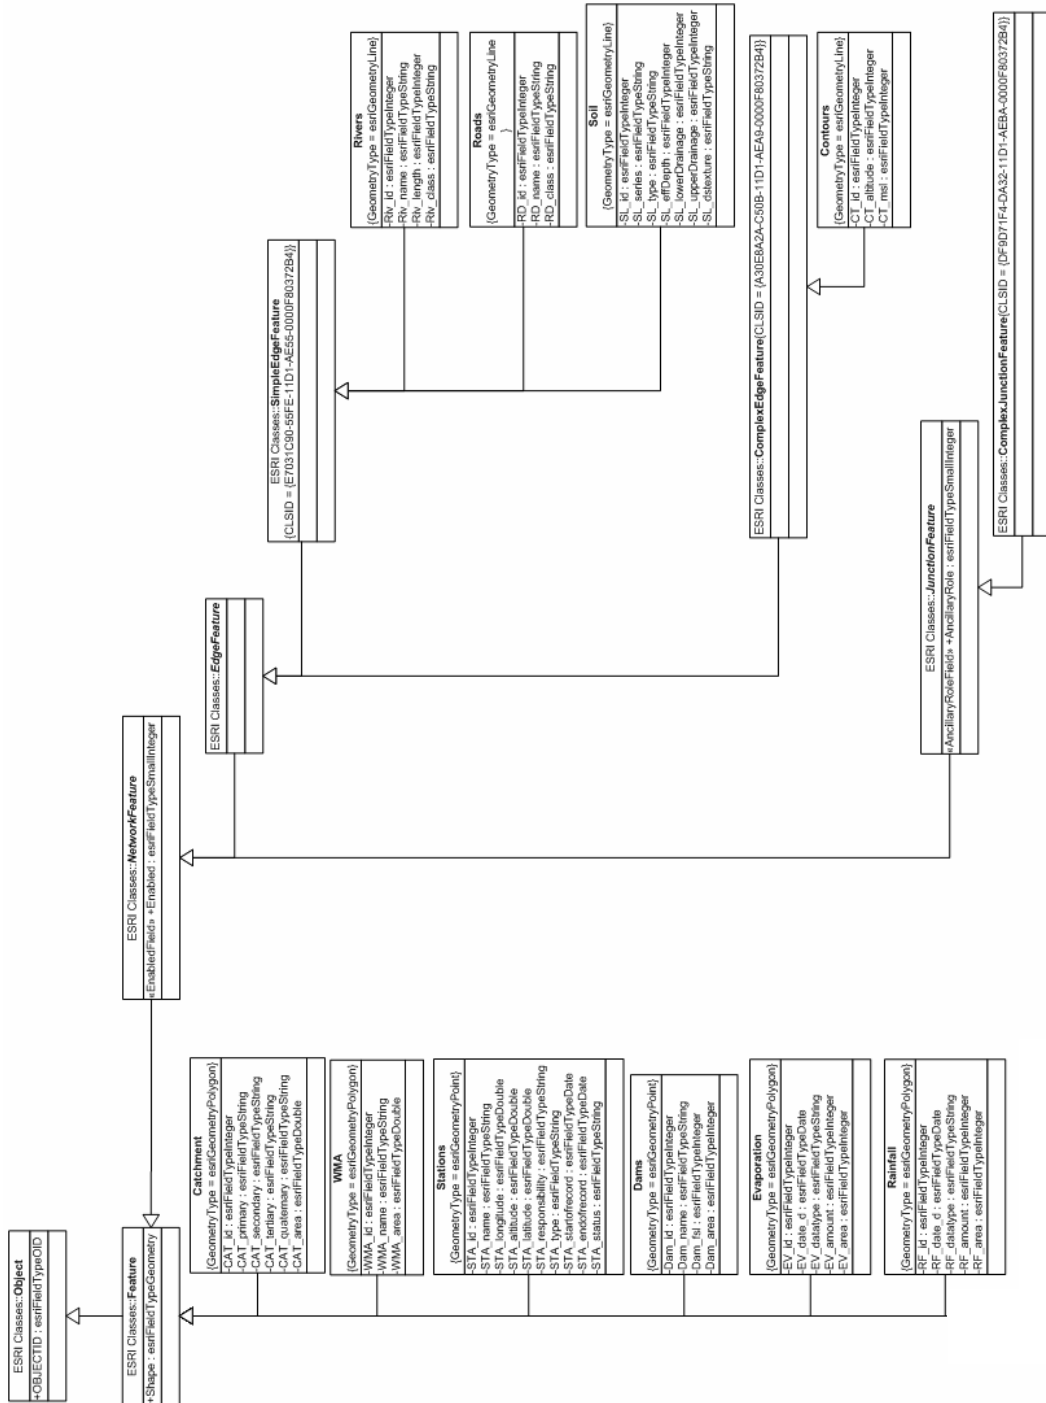 ESRI Classes::Object
+OBJECTID : esriFieldTypeOID
ESRI Classes::Feature
+Shape : esriFieldTypeGeometry
ESRI Classes::NetworkFeature
«EnabledField» +Enabled : esriFieldTypeSmallInteger
Catchment
{GeometryType = esriGeometryPolygon}
-CAT_id : esriFieldTypeInteger
-CAT_primary : esriFieldTypeString
-CAT_secondary : esriFieldTypeString
-CAT_tertiary : esriFieldTypeString
-CAT_quaternary : esriFieldTypeString
-CAT_area : esriFieldTypeDouble
WMA
{GeometryType = esriGeometryPolygon}
-WMA_id : esriFieldTypeInteger
-WMA_name : esriFieldTypeString
-WMA_area : esriFieldTypeDouble
Stations
{GeometryType = esriGeometryPoint}
-STA_id : esriFieldTypeInteger
-STA_name : esriFieldTypeString
-STA_longitude : esriFieldTypeDouble
-STA_altitude : esriFieldTypeDouble
-STA_latitude : esriFieldTypeDouble
-STA_responsibility : esriFieldTypeString
-STA_type : esriFieldTypeString
-STA_startofrecord : esriFieldTypeDate
-STA_endofrecord : esriFieldTypeDate
-STA_status : esriFieldTypeString
Dams
{GeometryType = esriGeometryPoint}
-Dam_id : esriFieldTypeInteger
-Dam_name : esriFieldTypeString
-Dam_fsl : esriFieldTypeInteger
-Dam_area : esriFieldTypeInteger
Evaporation
{GeometryType = esriGeometryPolygon}
-EV_id : esriFieldTypeInteger
-EV_date_d : esriFieldTypeDate
-EV_datatype : esriFieldTypeString
-EV_amount : esriFieldTypeInteger
-EV_area : esriFieldTypeInteger
Rainfall
{GeometryType = esriGeometryPolygon}
-RF_id : esriFieldTypeInteger
-RF_date_d : esriFieldTypeDate
-RF_datatype : esriFieldTypeString
-RF_amount : esriFieldTypeInteger
-RF_area : esriFieldTypeInteger
ESRI Classes::EdgeFeature
ESRI Classes::JunctionFeature
«AncillaryRoleField» +AncillaryRole : esriFieldTypeSmallInteger
ESRI Classes::SimpleEdgeFeature
{CLSID = {E7031C90-55FE-11D1-AE55-0000F80372B4}}
ESRI Classes::ComplexEdgeFeature{CLSID = {A30E8A2A-C50B-11D1-AEA9-0000F80372B4}}
ESRI Classes::ComplexJunctionFeature{CLSID = {DF9D71F4-DA32-11D1-AEBA-0000F80372B4}}
Rivers
{GeometryType = esriGeometryLine}
-Riv_id : esriFieldTypeInteger
-Riv_name : esriFieldTypeString
-Riv_length : esriFieldTypeInteger
-Riv_class : esriFieldTypeString
Roads
{GeometryType = esriGeometryLine
}
-RD_id : esriFieldTypeInteger
-RD_name : esriFieldTypeString
-RD_class : esriFieldTypeString
Soil
{GeometryType = esriGeometryLine}
-SL_id : esriFieldTypeInteger
-SL_series : esriFieldTypeString
-SL_type : esriFieldTypeString
-SL_effDepth : esriFieldTypeInteger
-SL_lowerDrainage : esriFieldTypeInteger
-SL_upperDrainage : esriFieldTypeInteger
-SL_dstexture : esriFieldTypeString
Contours
{GeometryType = esriGeometryLine}
-CT_id : esriFieldTypeInteger
-CT_altitude : esriFieldTypeInteger
-CT_msl : esriFieldTypeInteger